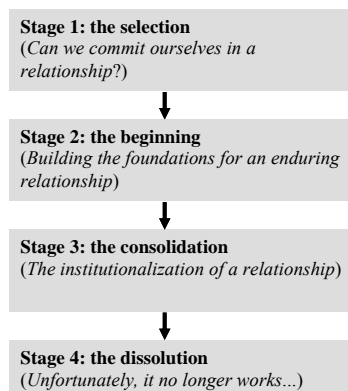 Stage 1: the selection
(Can we commit ourselves in a
relationship?)
Stage 2: the beginning
(Building the foundations for an enduring
relationship)
Stage 3: the consolidation
(The institutionalization of a relationship)
Stage 4: the dissolution
(Unfortunately, it no longer works...)